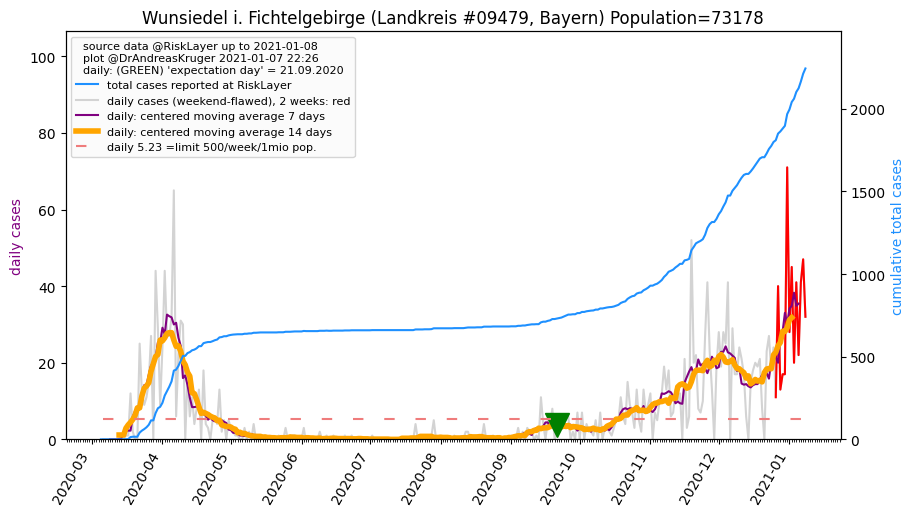 Wunsiedel i. Fichtelgebirge (Landkreis #09479, Bayern) Population=73178
source data @RiskLayer up to 2021-01-08
plot @DrAndreasKruger 2021-01-07 22:26
daily: (GREEN) 'expectation day' = 21.09.2020
total cases reported at RiskLayer
daily cases (weekend-flawed), 2 weeks: red
daily: centered moving average 7 days
daily: centered moving average 14 days
daily 5.23 =limit 500/week/1mio pop.
daily cases
100
80
60
40
20
0
cumulative total cases
2000
1500
1000
500
0
2020-03
2020-04
2020-05
2020-06
2020-07
2020-08
2020-09
2020-10
2020-11
2020-12
2021-01